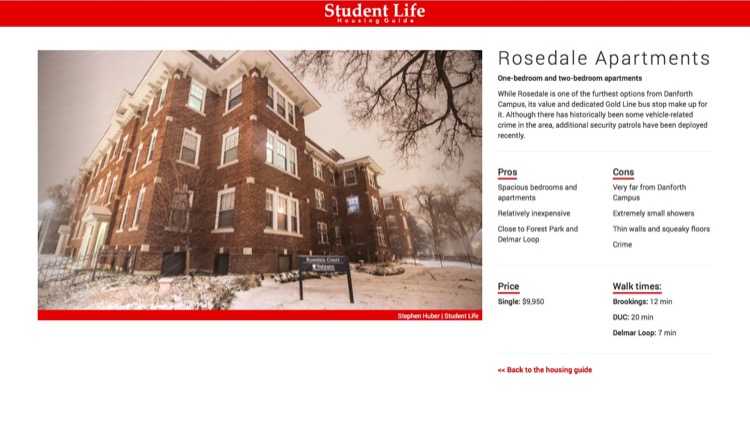 Student Life
Housing Guide
Rosedale Apartments
One-bedroom and two-bedroom apartments
While Rosedale is one of the furthest options from Danforth
Campus, its value and dedicated Gold Line bus stop make up for
it. Although there has historically been some vehicle-related
crime in the area, additional security patrols have been deployed
recently.
Pros
Spacious bedrooms and
apartments
Relatively inexpensive
Close to Forest Park and
Delmar Loop
Cons
Very far from Danforth
Campus
Extremely small showers
Thin walls and squeaky floors
Crime
Rosedale Court
Stephen Huber | Student Life
Price
Single: $9,950
Walk times:
Brookings: 12 min
DUC: 20 min
Delmar Loop: 7 min
<< Back to the housing guide